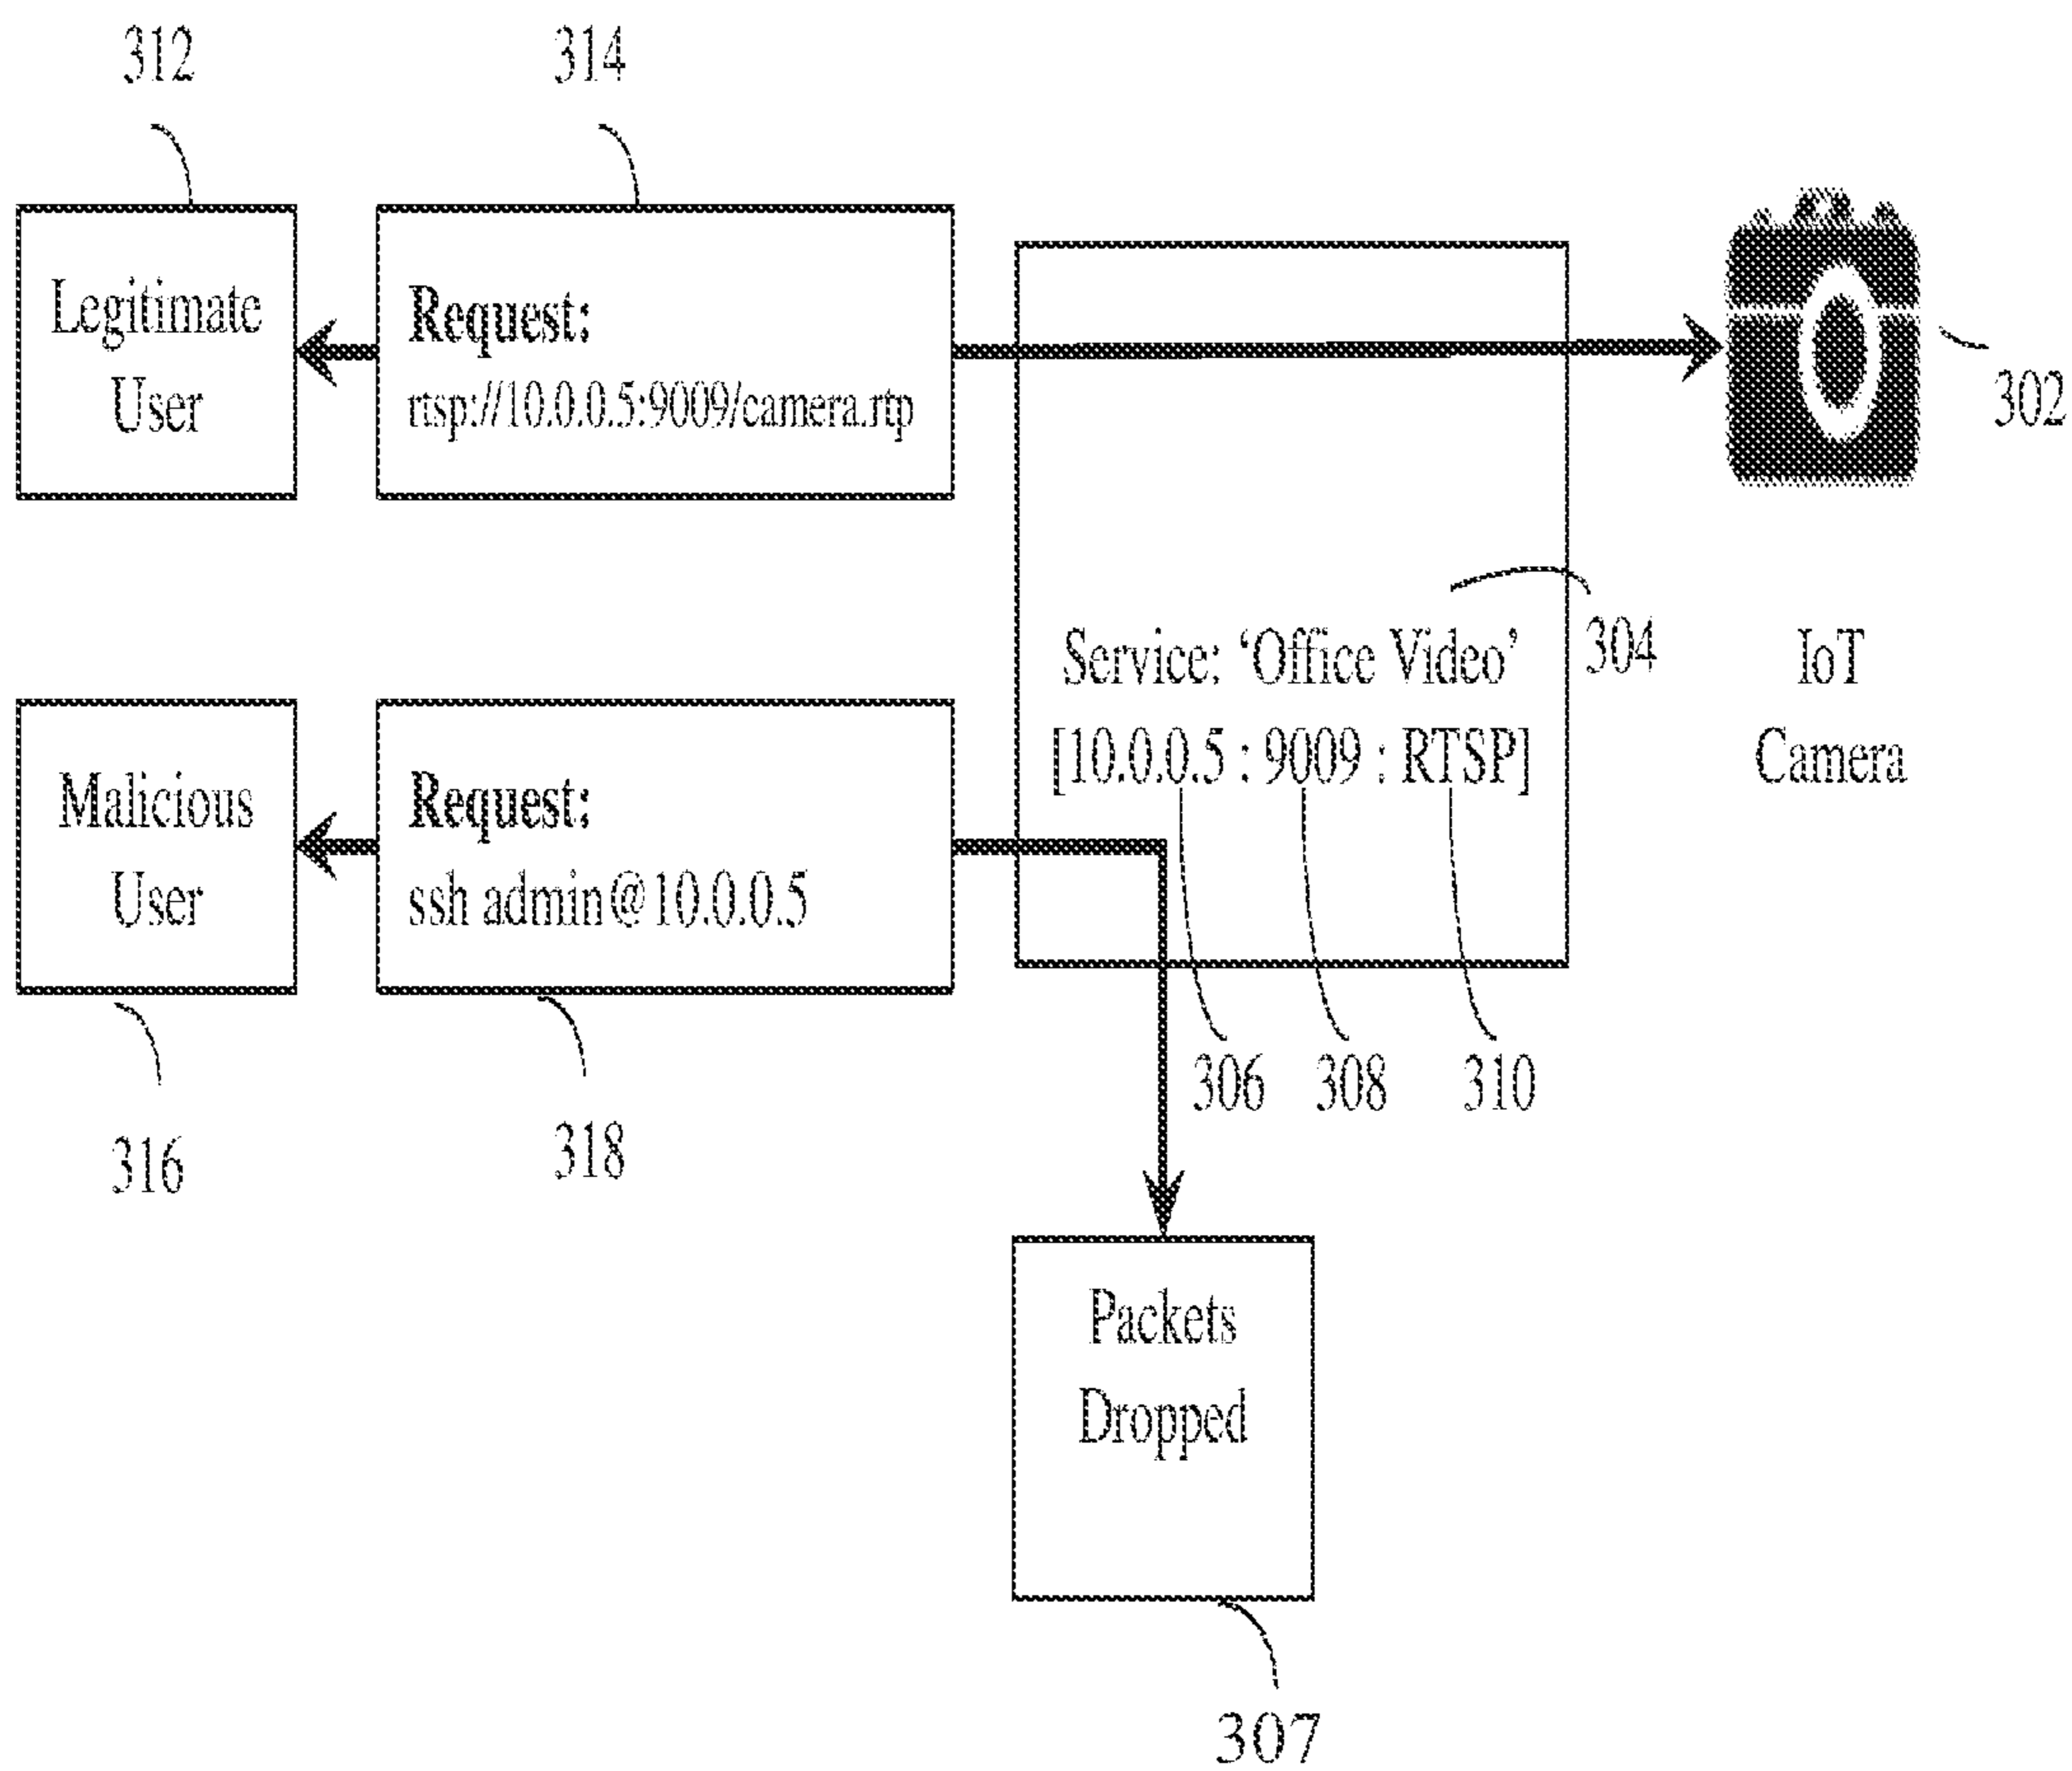 312
314
Legitimate
User
Request:
rtsp://10.0.0.5:9009/camera.rtp
302
304
Service: ‘Office Video’
[10.0.0.5 : 9009 : RTSP]
IoT
Camera
Malicious
User
Request:
ssh admin@10.0.0.5
306
308
310
316
318
Packets
Dropped
307